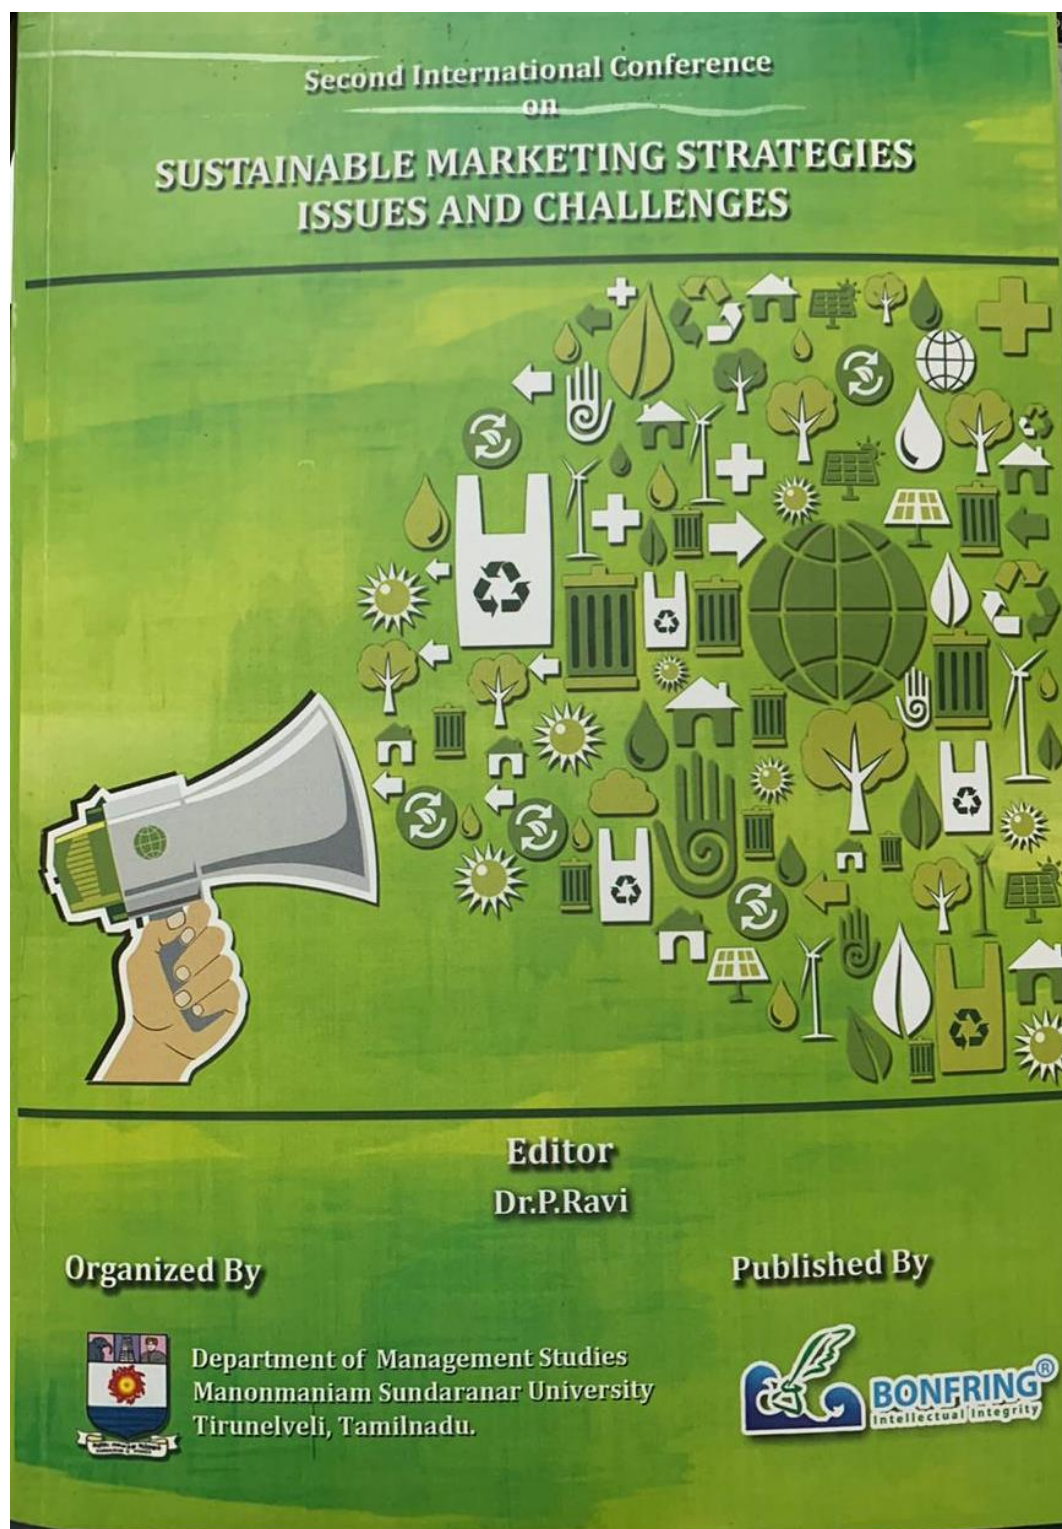 Second International Conference
on
SUSTAINABLE MARKETING STRATEGIES
ISSUES AND CHALLENGES
Editor
Dr.P.Ravi
Organized By
Published By
Department of Management Studies
Manonmaniam Sundaranar University
Tirunelveli, Tamilnadu.
BONFRING®
Intellectual Integrity